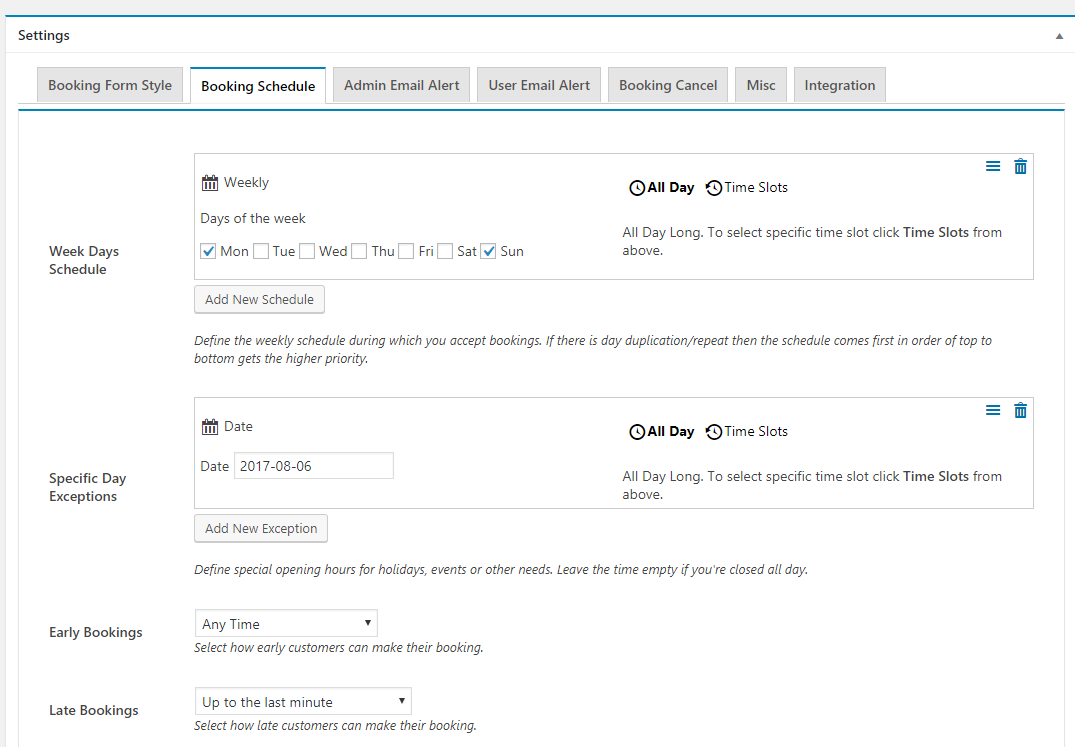 Settings
Booking Form Style Booking Schedule Admin Email Alert User Email Alert Booking Cancel Misc Integration
Weekly
All Day Time Slots
Days of the week
All Day Long. To select specific time slot click Time Slots from
above.
Mon Tue Wed Thu Fri Sat Sun
Week Days
Schedule
Add New Schedule
Define the weekly schedule during which you accept bookings. If there is day duplication/repeat then the schedule comes first in order of top to
bottom gets the higher priority.
Date
All Day Time Slots
Date 2017-08-06
All Day Long. To select specific time slot click Time Slots from
above.
Specific Day
Exceptions
Add New Exception
Define special opening hours for holidays, events or other needs. Leave the time empty if you're closed all day.
Early Bookings
Any Time
Select how early customers can make their booking.
Late Bookings
Up to the last minute
Select how late customers can make their booking.